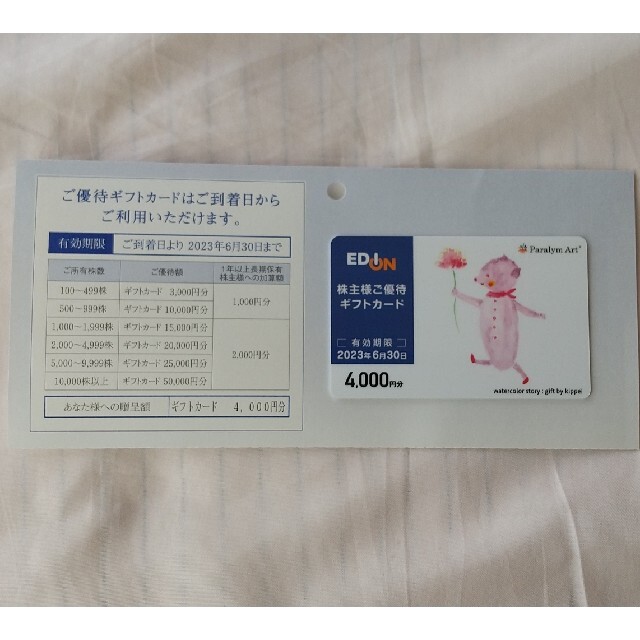 ご優待ギフトカードはご到着日から
ご利用いただけます。
有効期限 ご到着日より 2023年6月30日まで
ご所有株数 ご優待額 1年以上長期保有
株主様への加算額
100〜499株 ギフトカード 3,000円分 1,000円分
500〜999株 ギフトカード 10,000円分
1,000〜1,999株 ギフトカード 15,000円分 2,000円分
2,000〜4,999株 ギフトカード 20,000円分
5,000〜9,999株 ギフトカード 25,000円分
10,000株以上 ギフトカード 50,000円分
あなた様への贈呈額 ギフトカード 4,000円分
EDION
Paralym Art
株主様ご優待
ギフトカード
有効期限
2023年6月30日
4,000円分
watercolor story : gift by kippei